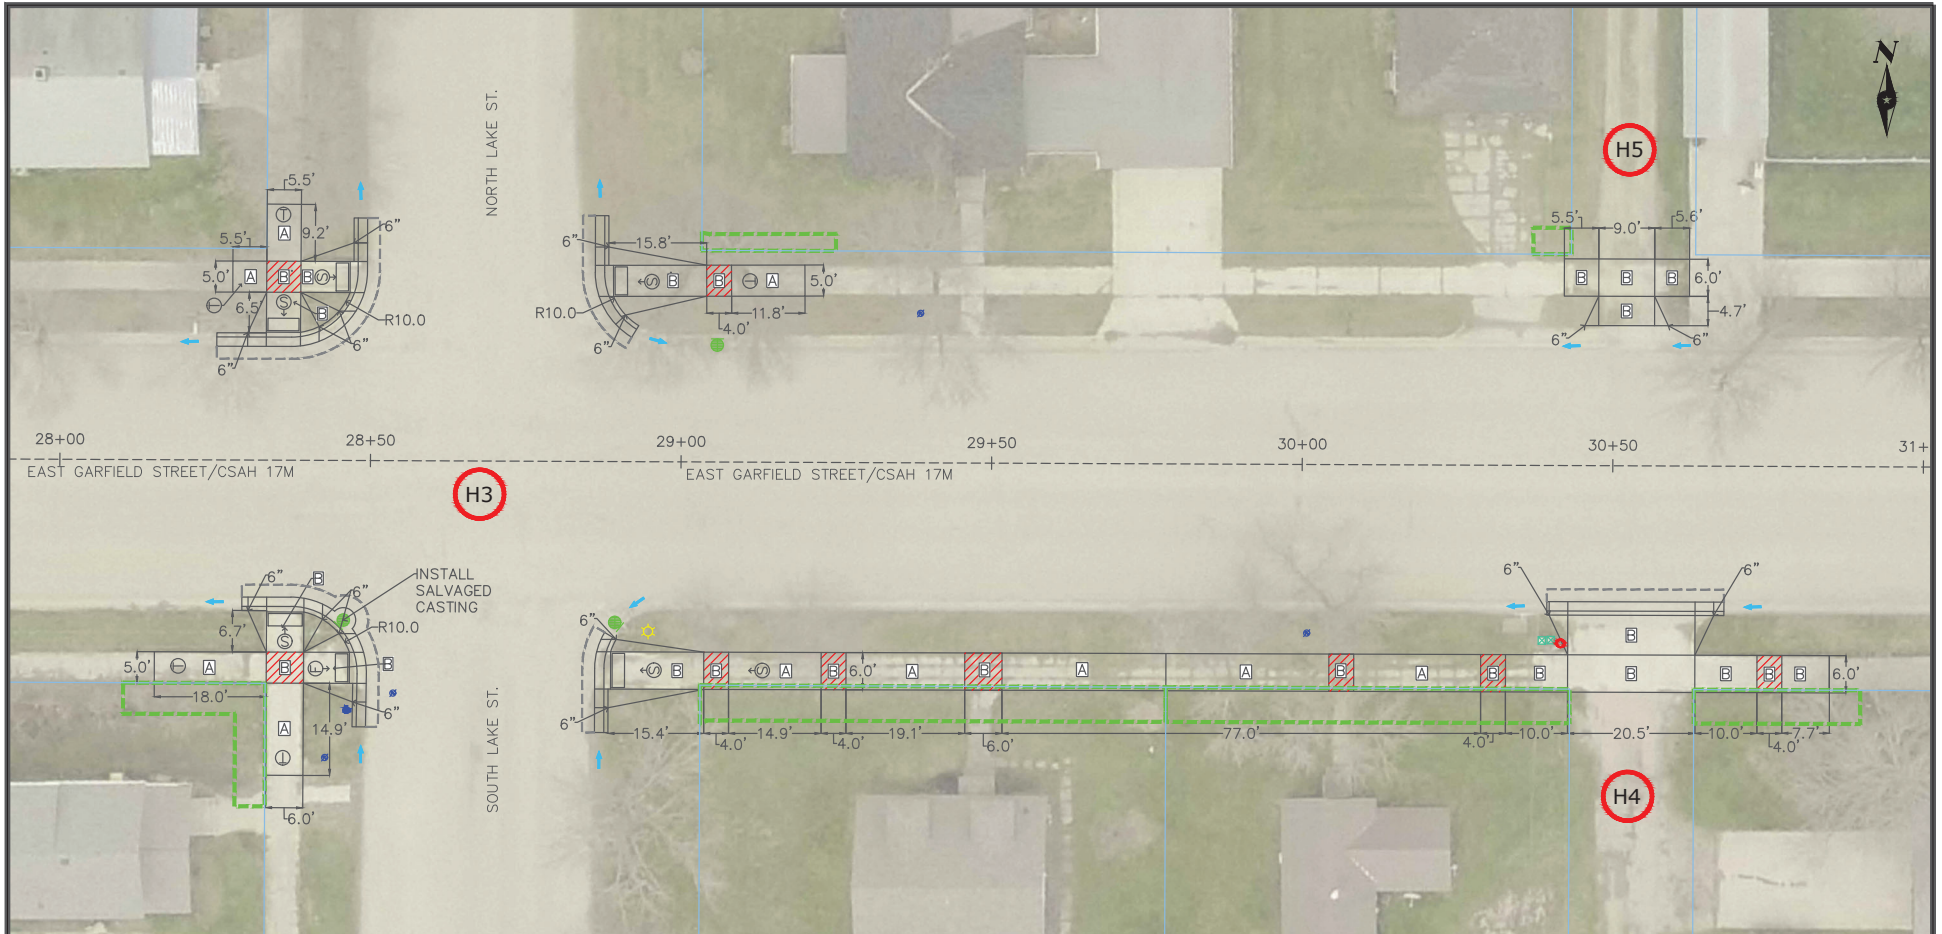 N
NORTH LAKE ST.
H5
5.5'
T
A
9.2'
6"
5.5'
5.0'
A
B
B
S
T
6.5'
S
B
R10.0
6"
6"
6"
15.8'
S
B
B
T
A
5.0'
R10.0
4.0'
11.8'
6"
5.5'
9.0'
5.6'
B
B
B
6.0'
B
4.7'
6"
6"
28+00
28+50
29+00
29+50
30+00
30+50
31+
EAST GARFIELD STREET/CSAH 17M
EAST GARFIELD STREET/CSAH 17M
H3
6"
B
6"
INSTALL
SALVAGED
CASTING
6.7'
R10.0
S
5.0'
T
A
B
F
B
18.0'
6"
A
14.9'
T
6.0'
SOUTH LAKE ST.
6"
6"
6"
S
B
B
S
A
B
6.0'
A
B
A
A
B
A
B
B
B
B
B
B
B
6.0'
6"
15.4'
4.0'
14.9'
4.0'
19.1'
6.0'
77.0'
4.0'
10.0'
20.5'
10.0'
4.0'
7.7'
H4